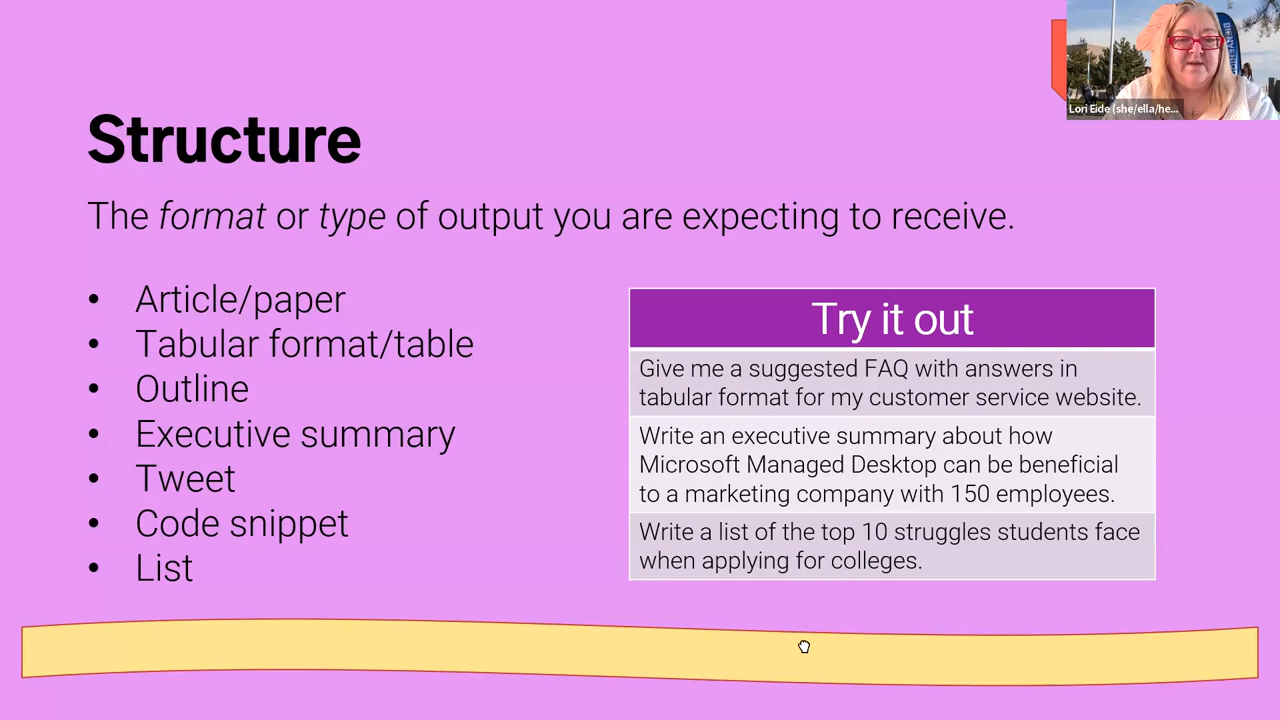 Structure
The format or type of output you are expecting to receive.
• Article/paper
• Tabular format/table
• Outline
• Executive summary
• Tweet
• Code snippet
• List
Try it out
Give me a suggested FAQ with answers in
tabular format for my customer service website.
Write an executive summary about how
Microsoft Managed Desktop can be beneficial
to a marketing company with 150 employees.
Write a list of the top 10 struggles students face
when applying for colleges.
Lori Eide (she/ella/he...